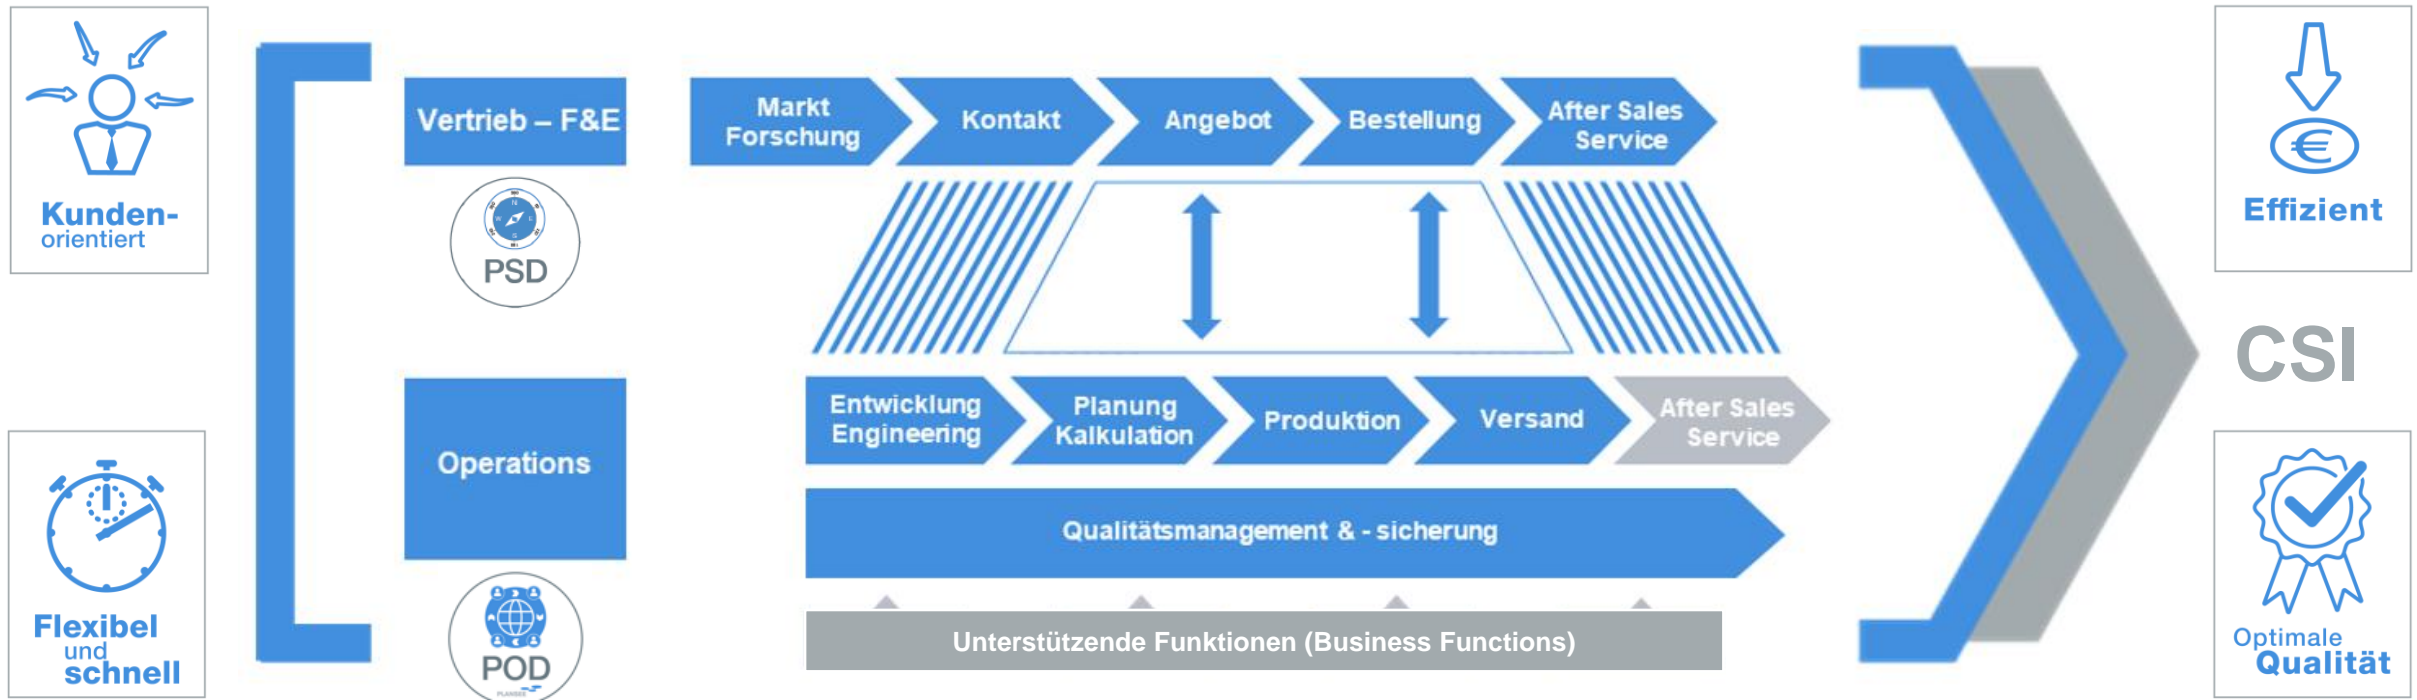 Kunden-
orientiert
Flexibel
und
schnell
Vertrieb – F&E
PSD
Operations
POD
PLANSEE
Markt
Forschung
Kontakt
Angebot
Bestellung
After Sales
Service
Entwicklung
Engineering
Planung
Kalkulation
Produktion
Versand
After Sales
Service
Qualitätsmanagement & - sicherung
Unterstützende Funktionen (Business Functions)
€
Effizient
CSI
Optimale
Qualität